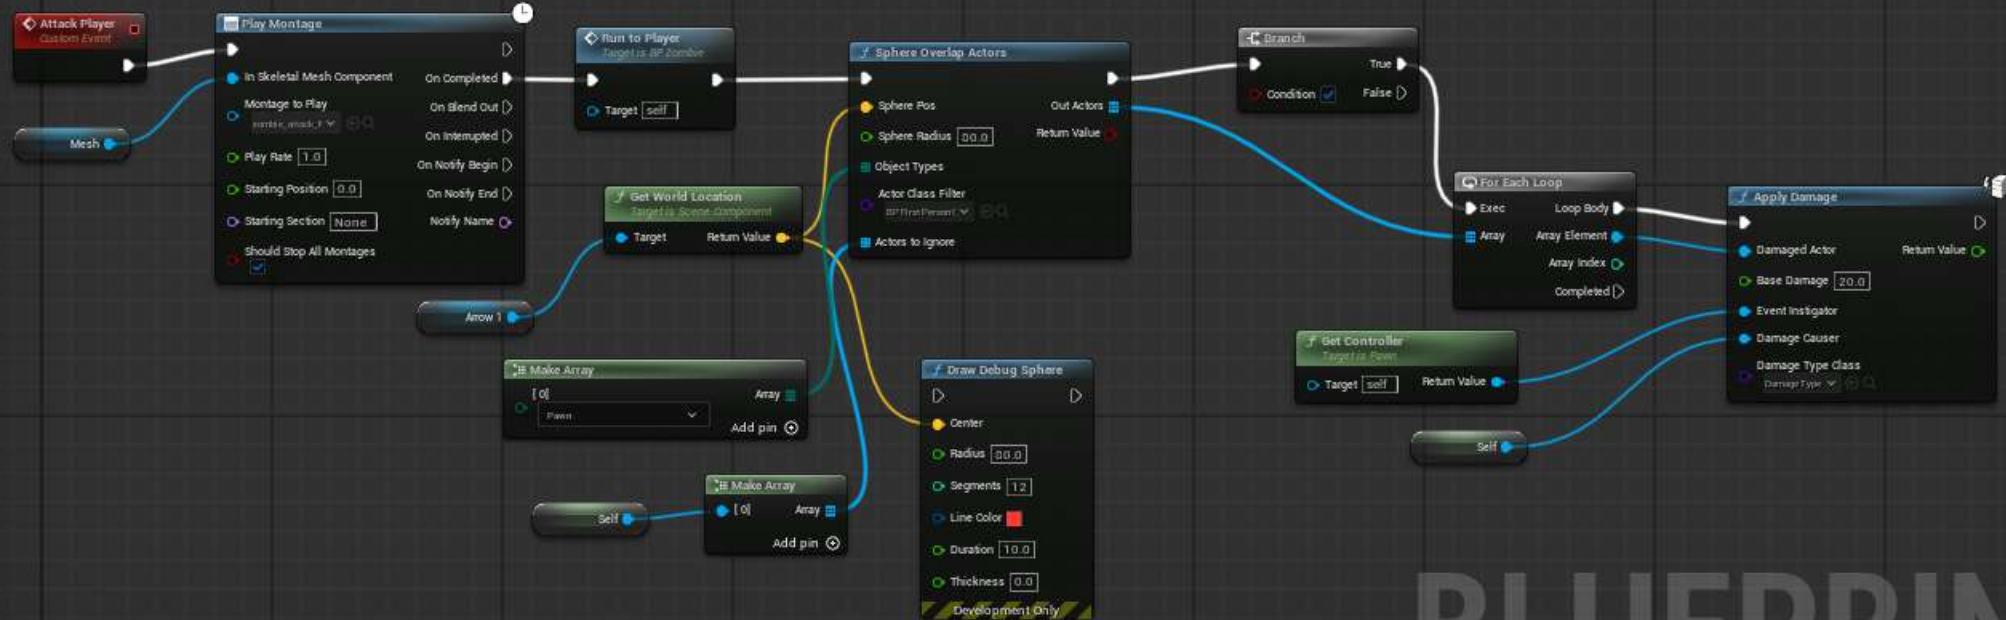 Attack Player
Custom Event
Mesh
Play Montage
In Skeletal Mesh Component
On Completed
Montage to Play
On Blend Out
On Interrupted
Play Rate 1.0
On Notify Begin
Starting Position 0.0
On Notify End
Starting Section None
Notify Name
Should Stop All Montages
Run to Player
Target is BP Zombie
Target self
Get World Location
Target is Scene Component
Target Return Value
Arrow 1
Make Array
[0] Array
Pawn
Add pin
Self
Make Array
[0] Array
Add pin
Sphere Overlap Actors
Sphere Pos Out Actors
Sphere Radius 00.0 Return Value
Object Types
Actor Class Filter
Actors to Ignore
Draw Debug Sphere
Center
Radius 00.0
Segments 12
Line Color
Duration 10.0
Thickness 0.0
Development Only
Branch
True
Condition False
For Each Loop
Exec Loop Body
Array Array Element
Array Index
Completed
Get Controller
Target is Pawn
Target self Return Value
Self
Apply Damage
Damaged Actor Return Value
Base Damage 20.0
Event Instigator
Damage Causer
Damage Type Class
Damage Type
BLUEPRIN